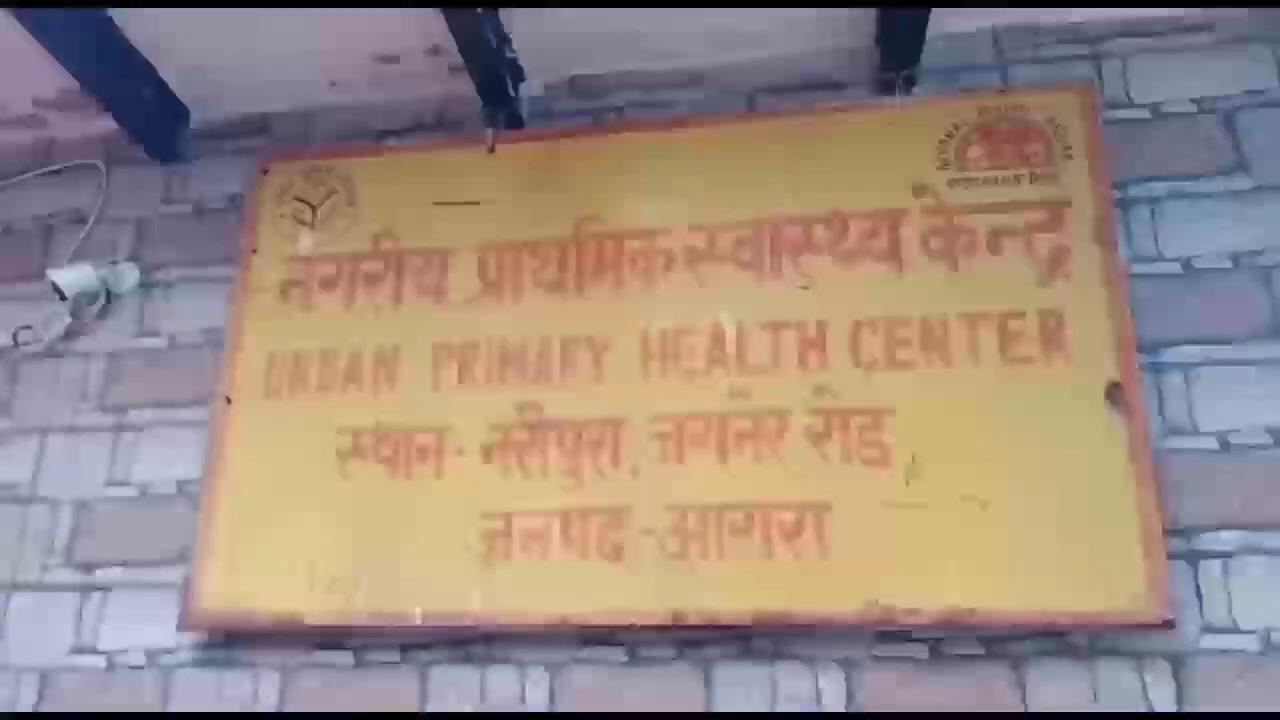 नगरीय प्राथमिक स्वास्थ्य केन्द्र
URBAN PRIMARY HEALTH CENTER
स्थान - नरीपुरा, जगनेर रोड
जनपद - आगरा